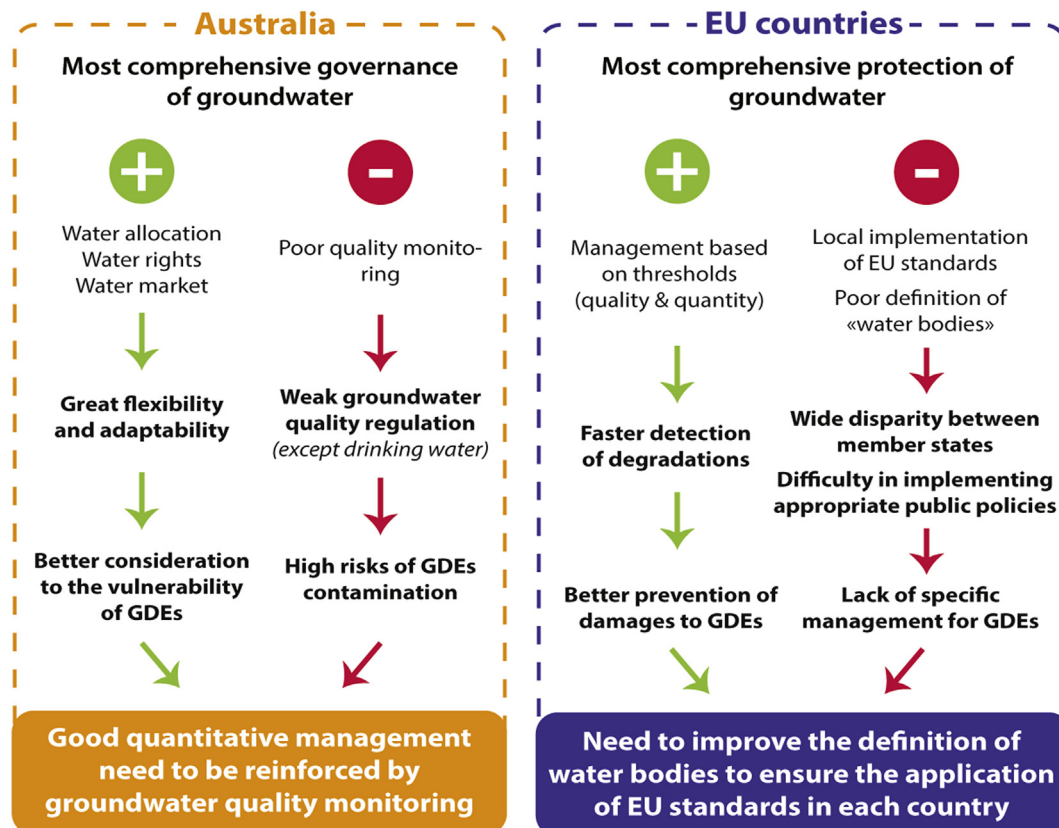 Australia
Most comprehensive governance
of groundwater
+
-
Water allocation
Water rights
Water market
Poor quality monito-
ring
Great flexibility
and adaptability
Weak groundwater
quality regulation
(except drinking water)
Better consideration
to the vulnerability
of GDEs
High risks of GDEs
contamination
Good quantitative management
need to be reinforced by
groundwater quality monitoring
EU countries
Most comprehensive protection of
groundwater
+
-
Management based
on thresholds
(quality & quantity)
Local implementation
of EU standards
Poor definition of
«water bodies»
Faster detection
of degradations
Wide disparity between
member states
Difficulty in implementing
appropriate public policies
Better prevention of
damages to GDEs
Lack of specific
management for GDEs
Need to improve the definition of
water bodies to ensure the application
of EU standards in each country